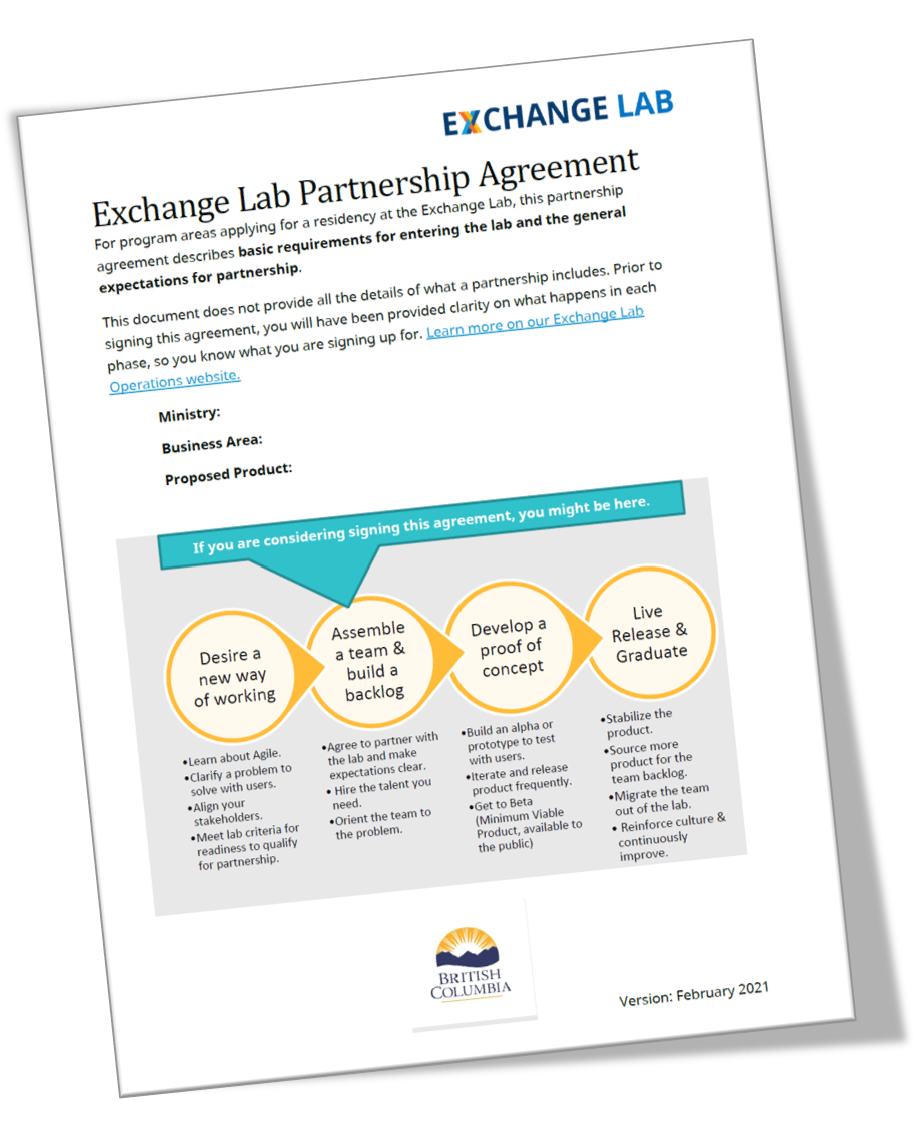 EXCHANGE LAB
Exchange Lab Partnership Agreement
For program areas applying for a residency at the Exchange Lab, this partnership
agreement describes basic requirements for entering the lab and the general
expectations for partnership.
This document does not provide all the details of what a partnership includes. Prior to
signing this agreement, you will have been provided clarity on what happens in each
phase, so you know what you are signing up for. Learn more on our Exchange Lab
Operations website.
Ministry:
Business Area:
Proposed Product:
If you are considering signing this agreement, you might be here.
Desire a
new way
of working
Assemble
a team &
build a
backlog
Develop a
proof of
concept
Live
Release &
Graduate
•Learn about Agile.
•Clarify a problem to
solve with users.
•Align your
stakeholders.
•Meet lab criteria for
readiness to qualify
for partnership.
•Agree to partner with
the lab and make
expectations clear.
• Hire the talent you
need.
•Orient the team to
the problem.
•Build an alpha or
prototype to test
with users.
•Iterate and release
product frequently.
•Get to Beta
(Minimum Viable
Product, available to
the public)
•Stabilize the
product.
•Source more
product for the
team backlog.
•Migrate the team
out of the lab.
• Reinforce culture &
continuously
improve.
BRITISH
COLUMBIA
Version: February 2021